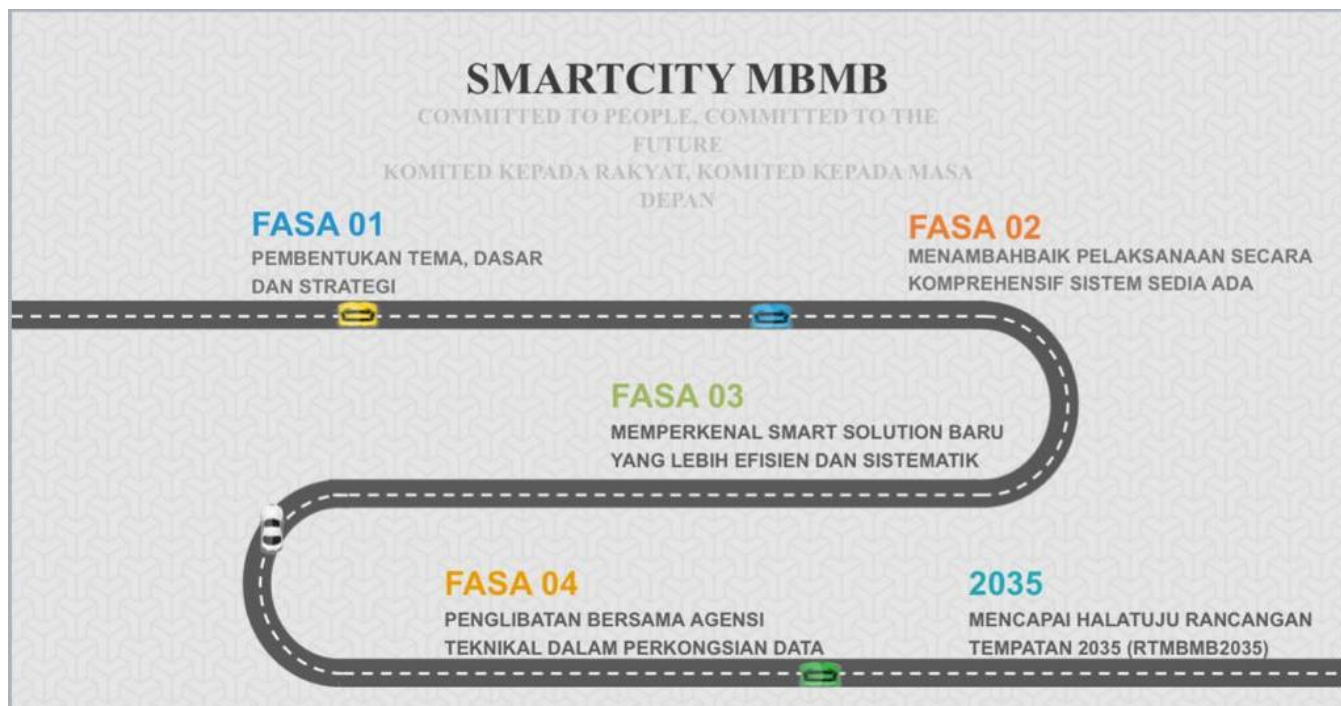 SMARTCITY MBMB
COMMITTED TO PEOPLE, COMMITTED TO THE
FUTURE
KOMITED KEPADA RAKYAT, KOMITED KEPADA MASA
DEPAN
FASA 01
PEMBENTUKAN TEMA, DASAR
DAN STRATEGI
FASA 02
MENAMBAHBAIK PELAKSANAAN SECARA
KOMPREHENSIF SISTEM SEDIA ADA
FASA 03
MEMPERKENAL SMART SOLUTION BARU
YANG LEBIH EFISIEN DAN SISTEMATIK
FASA 04
PENGLIBATAN BERSAMA AGENSI
TEKNIKAL DALAM PERKONGSIAN DATA
2035
MENCAPAI HALATUJU RANCANGAN
TEMPATAN 2035 (RTMBMB2035)